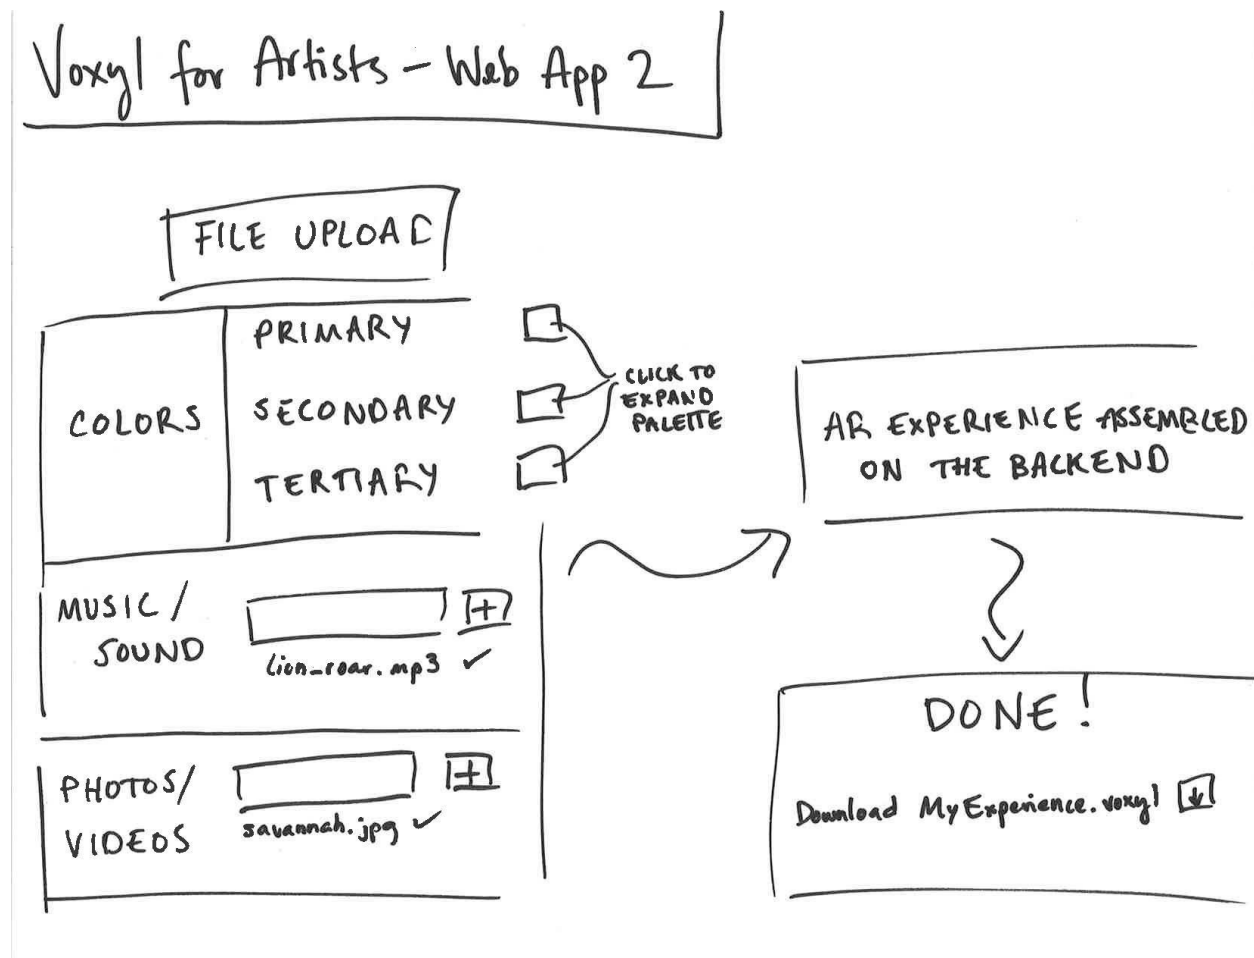 Voxyl for Artists - Web App 2
FILE UPLOAD
COLORS
PRIMARY
SECONDARY
TERTIARY
CLICK TO
EXPAND
PALETTE
MUSIC /
SOUND
+
lion_roar.mp3 ✓
PHOTOS/
VIDEOS
+
savannah.jpg ✓
AR EXPERIENCE ASSEMBLED
ON THE BACKEND
DONE!
Download MyExperience.voxyl